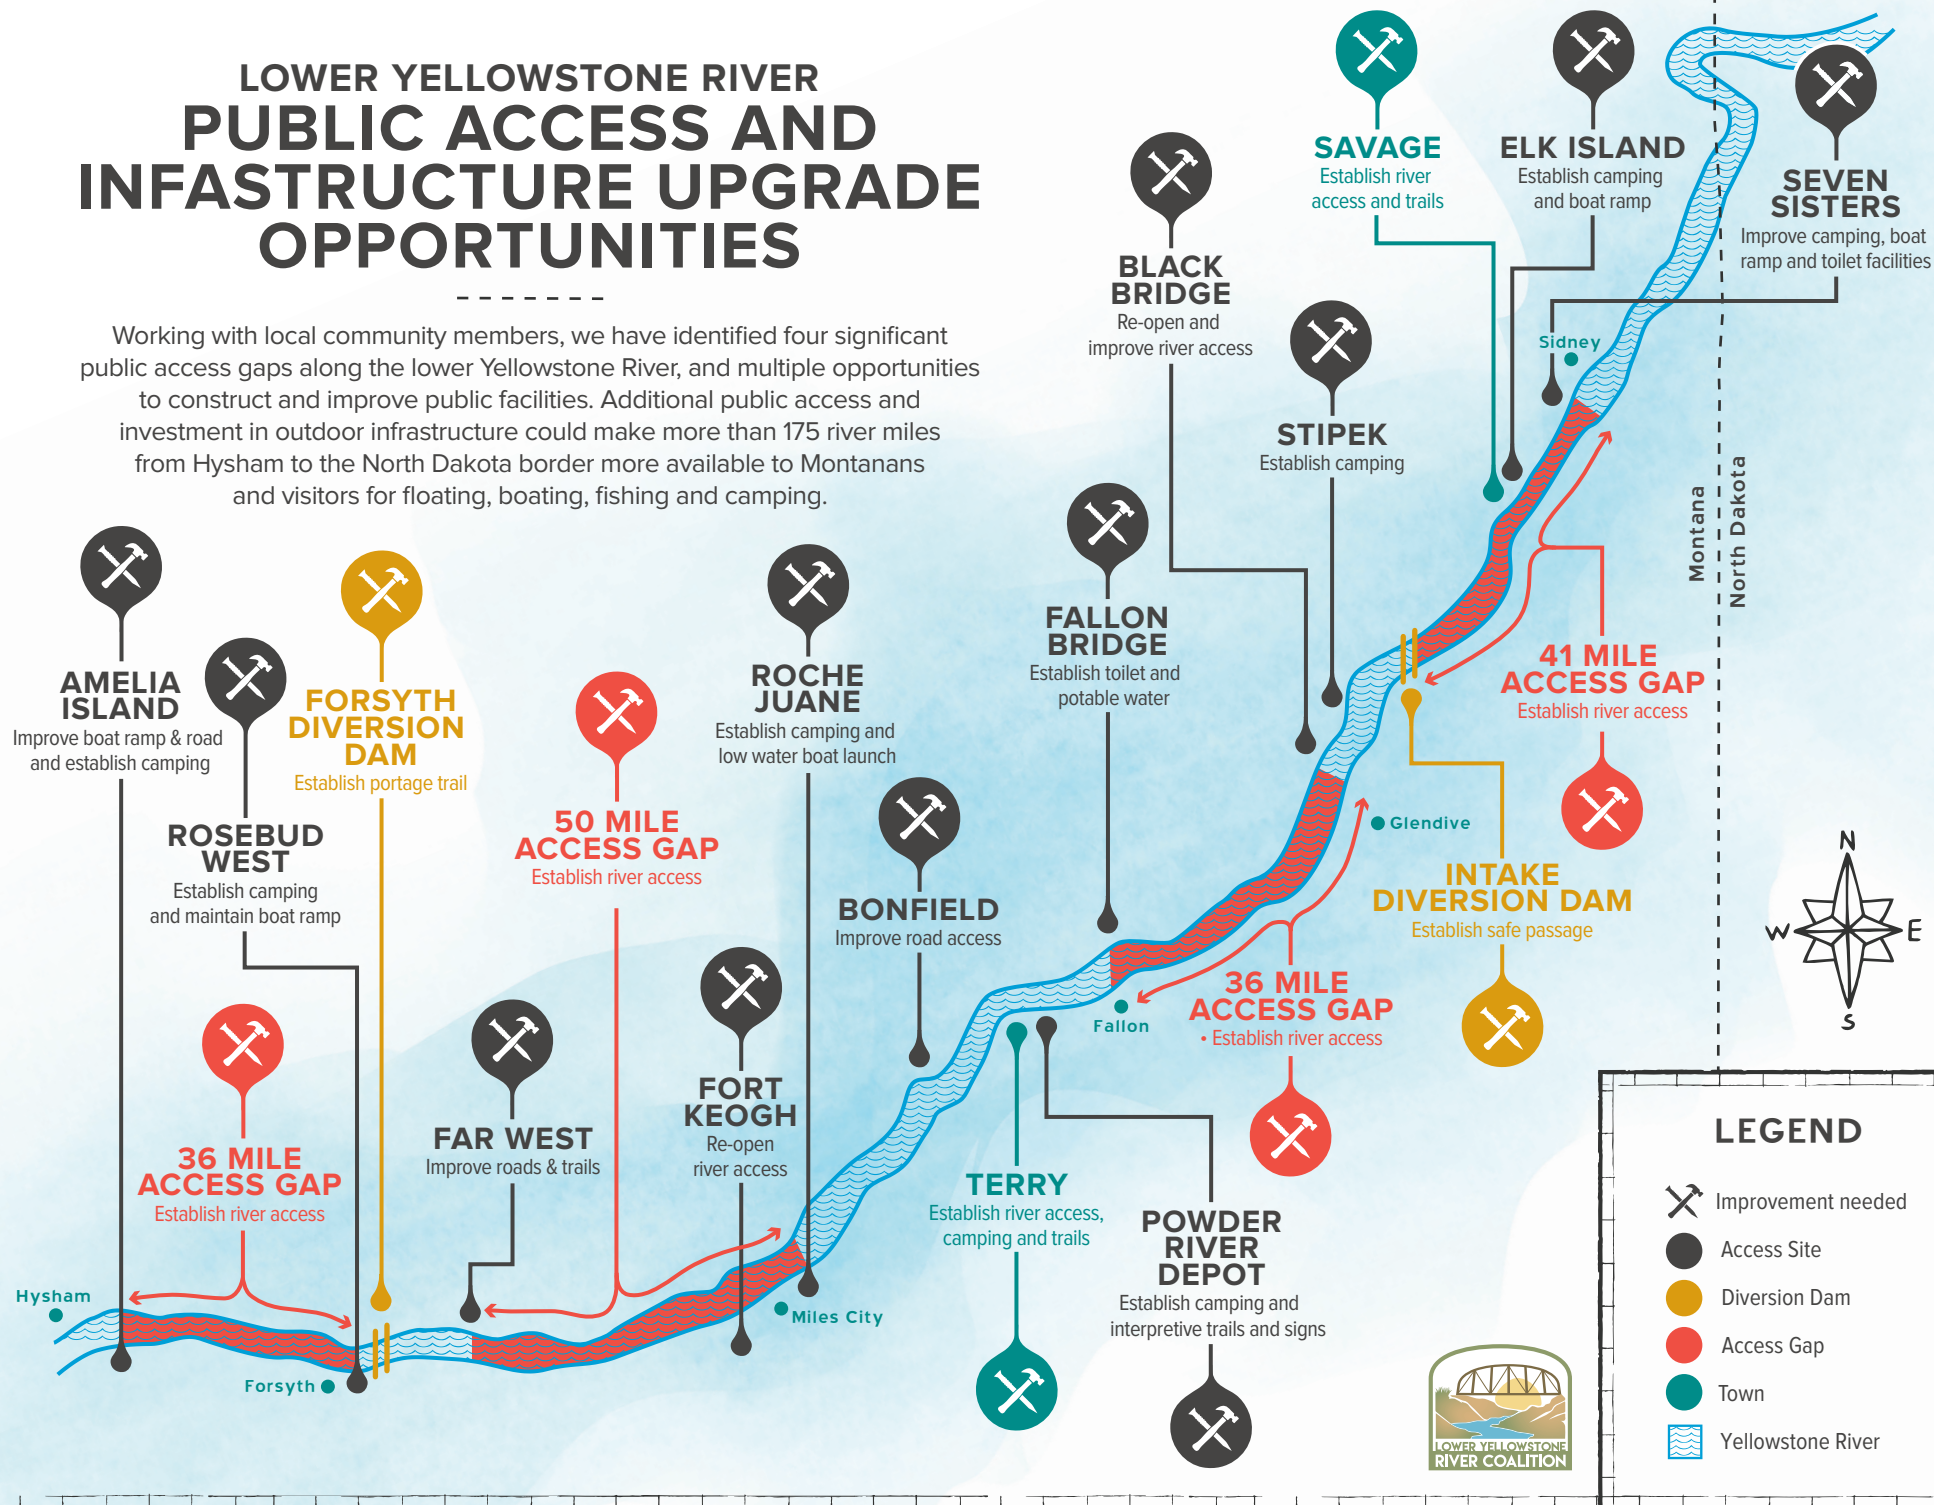 LOWER YELLOWSTONE RIVER
PUBLIC ACCESS AND
INFASTRUCTURE UPGRADE
OPPORTUNITIES
Working with local community members, we have identified four significant
public access gaps along the lower Yellowstone River, and multiple opportunities
to construct and improve public facilities. Additional public access and
investment in outdoor infrastructure could make more than 175 river miles
from Hysham to the North Dakota border more available to Montanans
and visitors for floating, boating, fishing and camping.
AMELIA
ISLAND
Improve boat ramp & road
and establish camping
ROSEBUD
WEST
Establish camping
and maintain boat ramp
FORSYTH
DIVERSION
DAM
Establish portage trail
36 MILE
ACCESS GAP
Establish river access
FAR WEST
Improve roads & trails
50 MILE
ACCESS GAP
Establish river access
FORT
KEOGH
Re-open
river access
ROCHE
JUANE
Establish camping and
low water boat launch
BONFIELD
Improve road access
TERRY
Establish river access,
camping and trails
POWDER
RIVER
DEPOT
Establish camping and
interpretive trails and signs
FALLON
BRIDGE
Establish toilet and
potable water
36 MILE
ACCESS GAP
• Establish river access
BLACK
BRIDGE
Re-open and
improve river access
STIPEK
Establish camping
INTAKE
DIVERSION DAM
Establish safe passage
41 MILE
ACCESS GAP
Establish river access
SAVAGE
Establish river
access and trails
ELK ISLAND
Establish camping
and boat ramp
SEVEN
SISTERS
Improve camping, boat
ramp and toilet facilities
Hysham
Forsyth
Miles City
Fallon
Glendive
Sidney
Montana
North Dakota
N
W
E
S
LEGEND
Improvement needed
Access Site
Diversion Dam
Access Gap
Town
Yellowstone River
LOWER YELLOWSTONE
RIVER COALITION